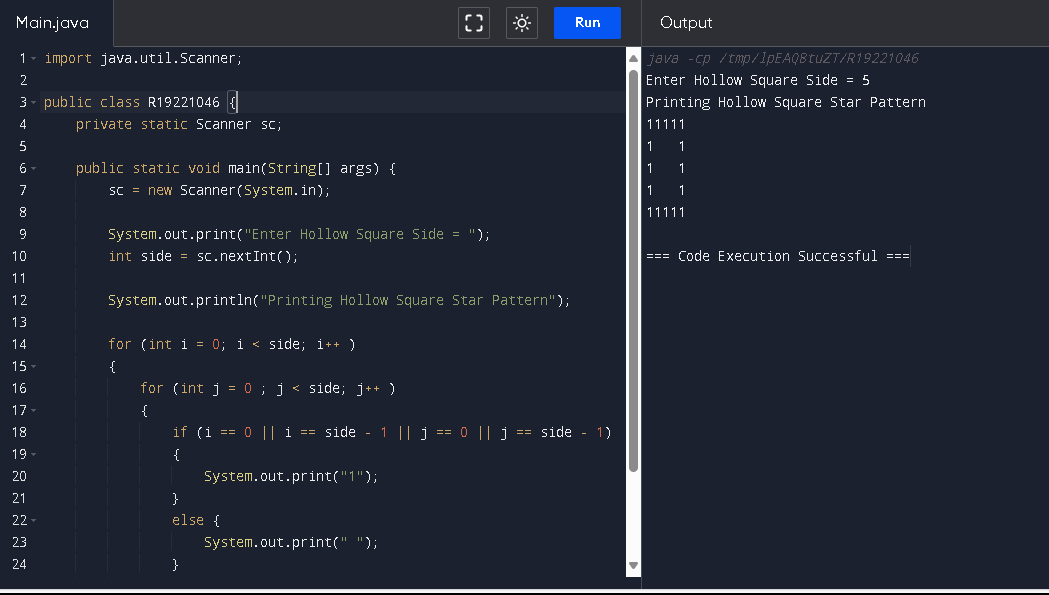 Main.java
Run
Output
1 import java.util.Scanner;
2
3 public class R19221046 {
4     private static Scanner sc;
5
6     public static void main(String[] args) {
7         sc = new Scanner(System.in);
8
9         System.out.print("Enter Hollow Square Side = ");
10         int side = sc.nextInt();
11
12         System.out.println("Printing Hollow Square Star Pattern");
13
14         for (int i = 0; i < side; i++ )
15         {
16             for (int j = 0 ; j < side; j++ )
17             {
18                 if (i == 0 || i == side - 1 || j == 0 || j == side - 1)
19                 {
20                     System.out.print("1");
21                 }
22                 else {
23                     System.out.print(" ");
24                 }
java -cp /tmp/lpEAQ8tuZT/R19221046
Enter Hollow Square Side = 5
Printing Hollow Square Star Pattern
11111
1   1
1   1
1   1
11111
=== Code Execution Successful ===